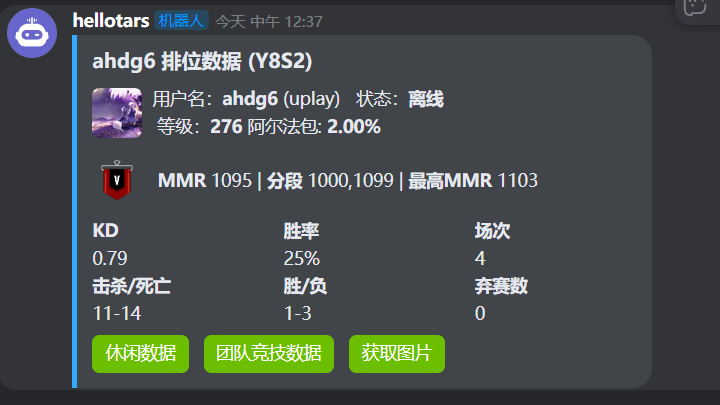 hellotars 机器人 今天 中午 12:37
ahdg6 排位数据 (Y8S2)
用户名：ahdg6 (uplay) 状态：离线
等级：276 阿尔法包: 2.00%
V
MMR 1095 | 分段 1000,1099 | 最高MMR 1103
KD 胜率 场次
0.79 25% 4
击杀/死亡 胜/负 弃赛数
11-14 1-3 0
休闲数据 团队竞技数据 获取图片